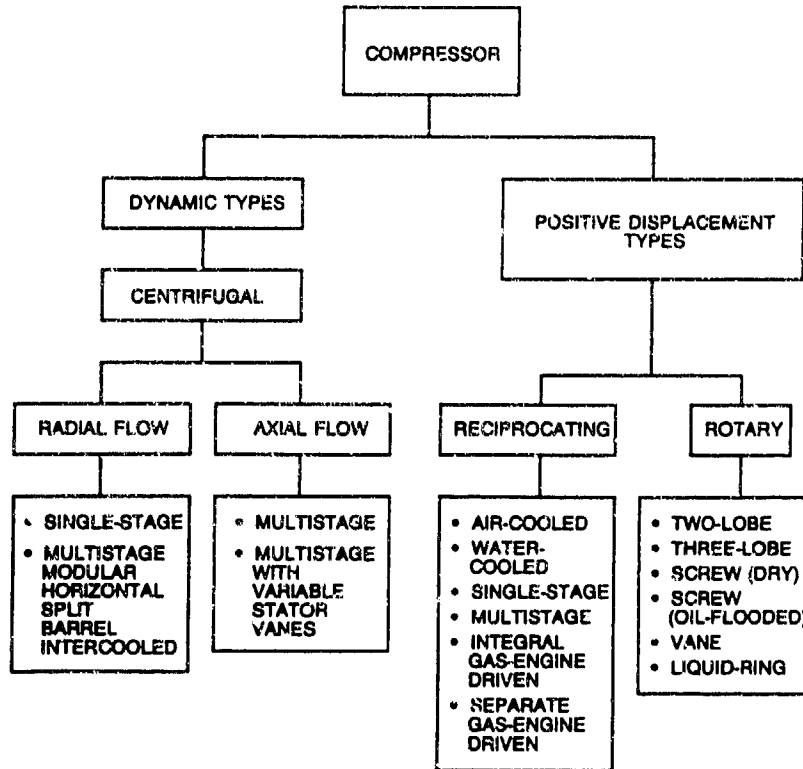 COMPRESSOR
DYNAMIC TYPES
POSITIVE DISPLACEMENT
TYPES
CENTRIFUGAL
RADIAL FLOW
AXIAL FLOW
RECIPROCATING
ROTARY
• SINGLE-STAGE
• MULTISTAGE
MODULAR
HORIZONTAL
SPLIT
BARREL
INTERCOOLED
• MULTISTAGE
• MULTISTAGE
WITH
VARIABLE
STATOR
VANES
• AIR-COOLED
• WATER-
COOLED
• SINGLE-STAGE
• MULTISTAGE
• INTEGRAL
GAS-ENGINE
DRIVEN
• SEPARATE
GAS-ENGINE
DRIVEN
• TWO-LOBE
• THREE-LOBE
• SCREW (DRY)
• SCREW
(OIL-FLOODED)
• VANE
• LIQUID-RING